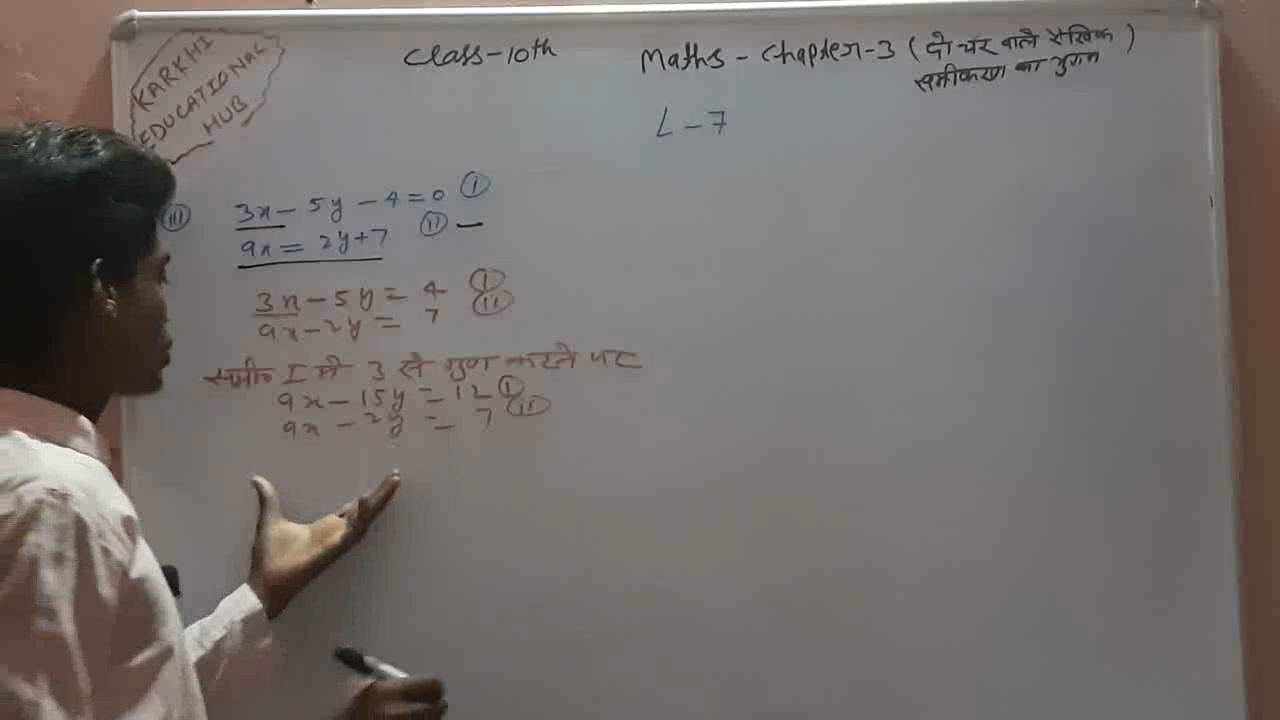 KARKHI
EDUCATIONAL
HUB
Class-10th
Maths - Chapter-3 (दो चर वाले रैखिक
समीकरण का युग्म)
L-7
(iii) 3x - 5y - 4 = 0 (i)
9x = 2y + 7 (ii) —
3x - 5y = 4 (i)
9x - 2y = 7 (ii)
समी० I में 3 से गुणा करने पर
9x - 15y = 12 (i)
9x - 2y = 7 (ii)